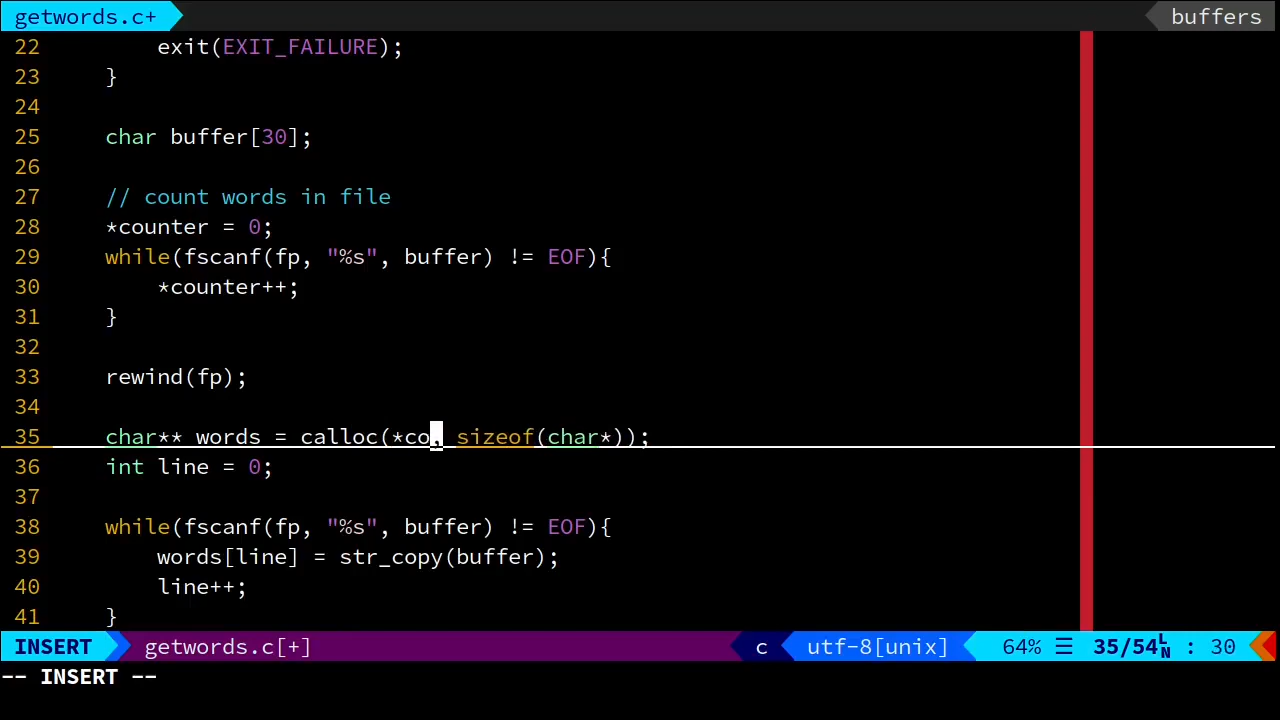 getwords.c+ buffers
22         exit(EXIT_FAILURE);
23     }
24
25     char buffer[30];
26
27     // count words in file
28     *counter = 0;
29     while(fscanf(fp, "%s", buffer) != EOF){
30         *counter++;
31     }
32
33     rewind(fp);
34
35     char** words = calloc(*co, sizeof(char*));
36     int line = 0;
37
38     while(fscanf(fp, "%s", buffer) != EOF){
39         words[line] = str_copy(buffer);
40         line++;
41     }
INSERT getwords.c[+] c utf-8[unix] 64% ☰ 35/54 LN : 30
-- INSERT --